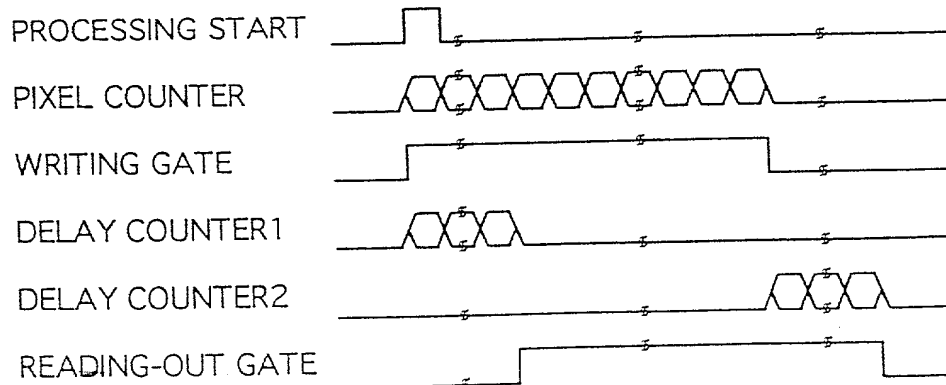 PROCESSING START
PIXEL COUNTER
WRITING GATE
DELAY COUNTER1
DELAY COUNTER2
READING-OUT GATE